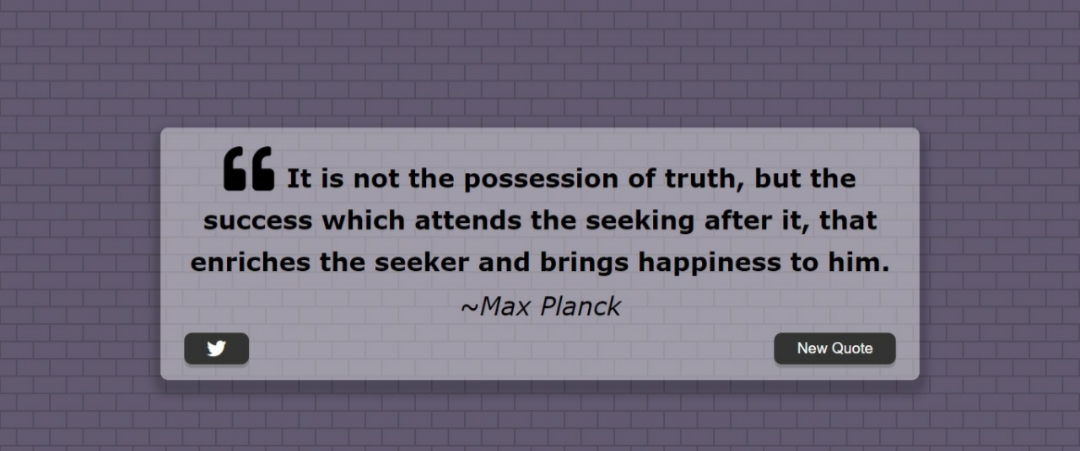 “ It is not the possession of truth, but the
success which attends the seeking after it, that
enriches the seeker and brings happiness to him.
~Max Planck
New Quote